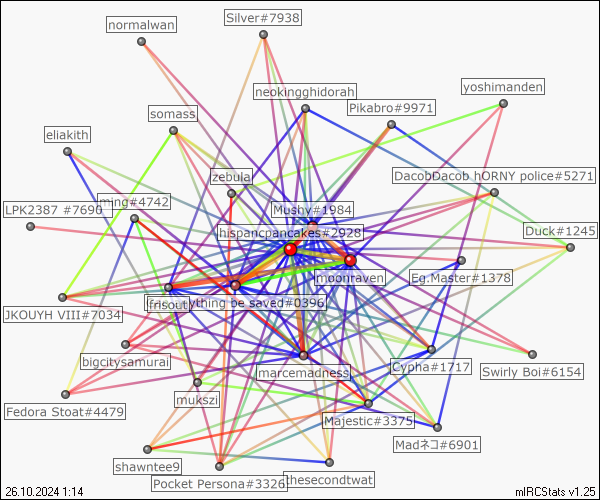 Silver#7938
normalwan
neokingghidorah
yoshimanden
Pikabro#9971
somass
eliakith
zebula
DacobDacob hORNY police#5271
ming#4742
LPK2387 #7690
Mushy#1984
hispancpancakes#2928
Duck#1245
moonraven
Eg.Master#1378
frisout
thing be saved#0396
JKOUYH VIII#7034
bigcitysamurai
marcemadness
Cypha#1717
Swirly Boi#6154
mukszi
Fedora Stoat#4479
Majestic#3375
Madネコ#6901
shawntee9
Pocket Persona#3326
thesecondtwat
26.10.2024 1:14
mIRCStats v1.25